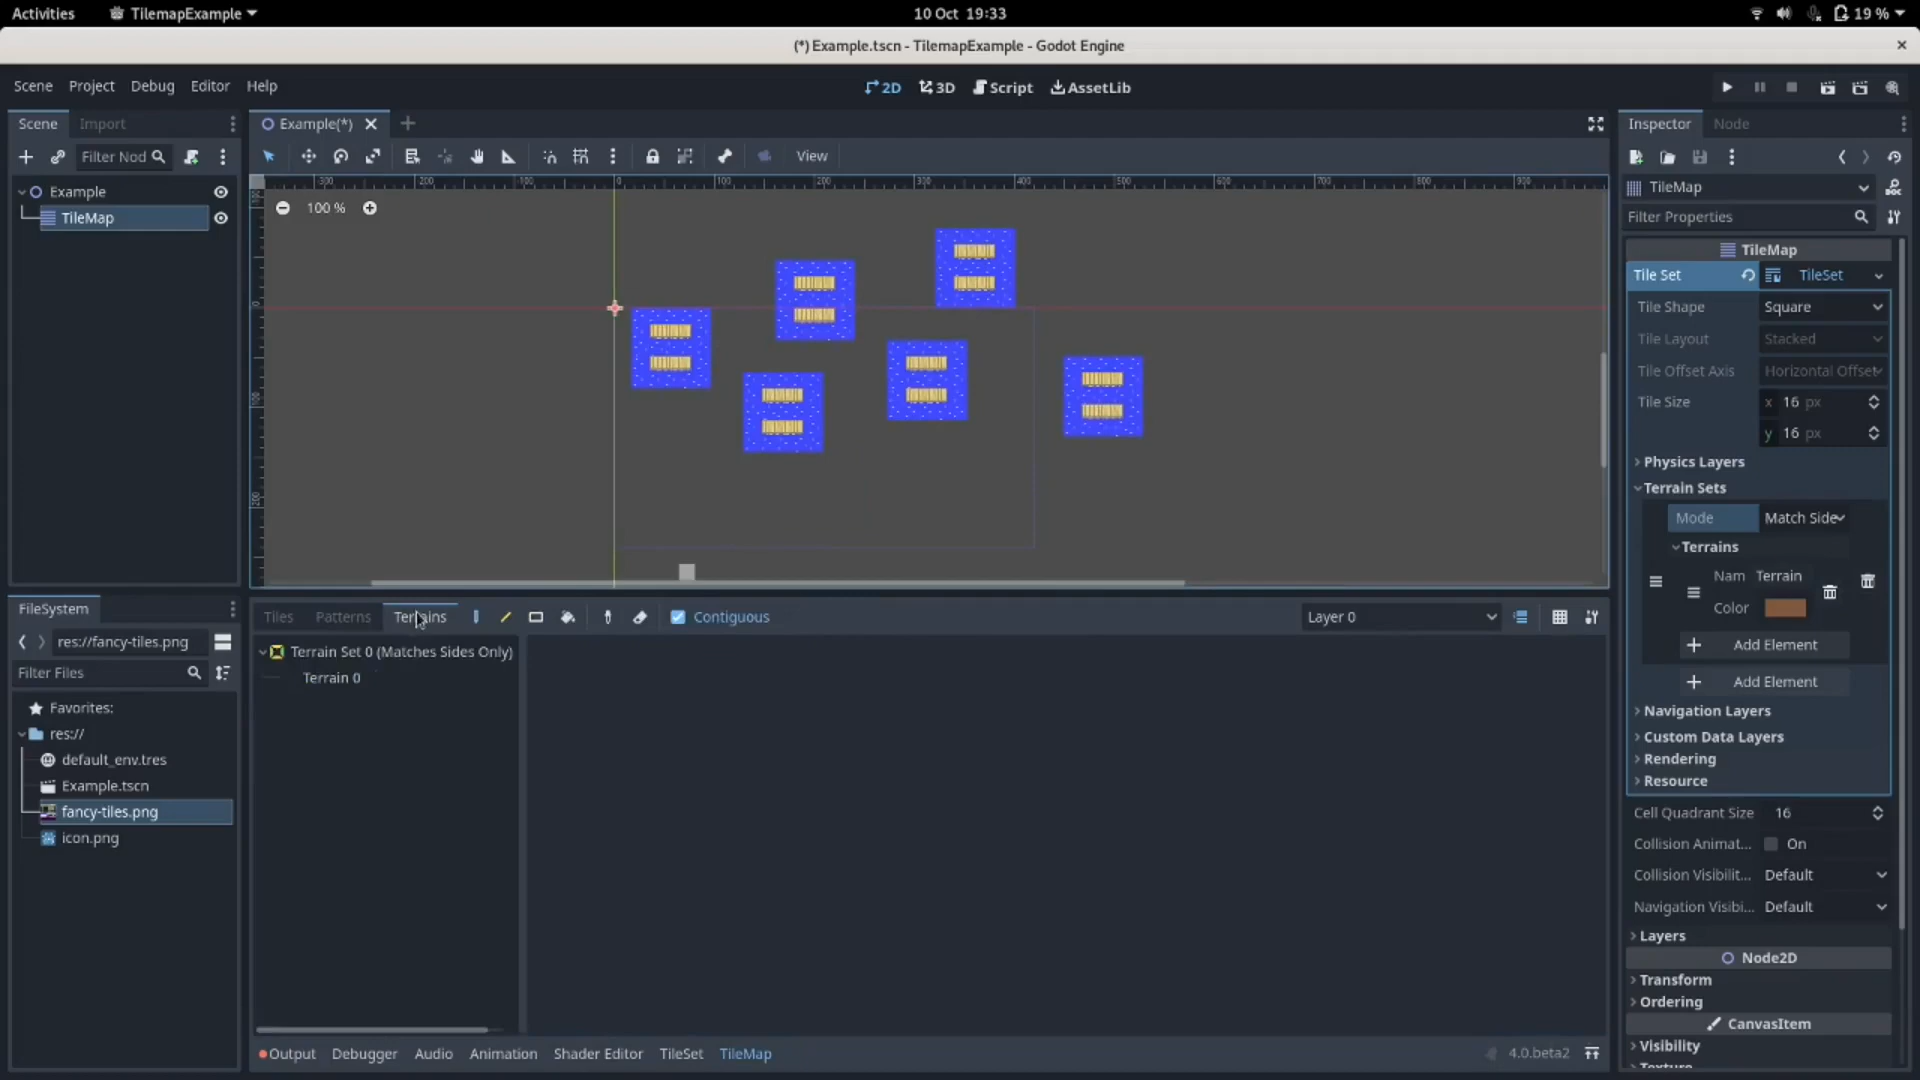 Activities TilemapExample 10 Oct 19:33 19 %
(*) Example.tscn - TilemapExample - Godot Engine
Scene Project Debug Editor Help 2D 3D Script AssetLib
Scene Import
Filter Nod
Example
TileMap
Example(*)
View
100 %
FileSystem
res://fancy-tiles.png
Filter Files
Favorites:
res://
default_env.tres
Example.tscn
fancy-tiles.png
icon.png
Tiles Patterns Terrains Contiguous Layer 0
Terrain Set 0 (Matches Sides Only)
Terrain 0
Output Debugger Audio Animation Shader Editor TileSet TileMap 4.0.beta2
Inspector Node
TileMap
Filter Properties
TileMap
Tile Set TileSet
Tile Shape Square
Tile Layout Stacked
Tile Offset Axis Horizontal Offset
Tile Size x 16 px
y 16 px
Physics Layers
Terrain Sets
Mode Match Side
Terrains
Nam Terrain
Color
Add Element
Add Element
Navigation Layers
Custom Data Layers
Rendering
Resource
Cell Quadrant Size 16
Collision Animat... On
Collision Visibilit... Default
Navigation Visibi... Default
Layers
Node2D
Transform
Ordering
CanvasItem
Visibility